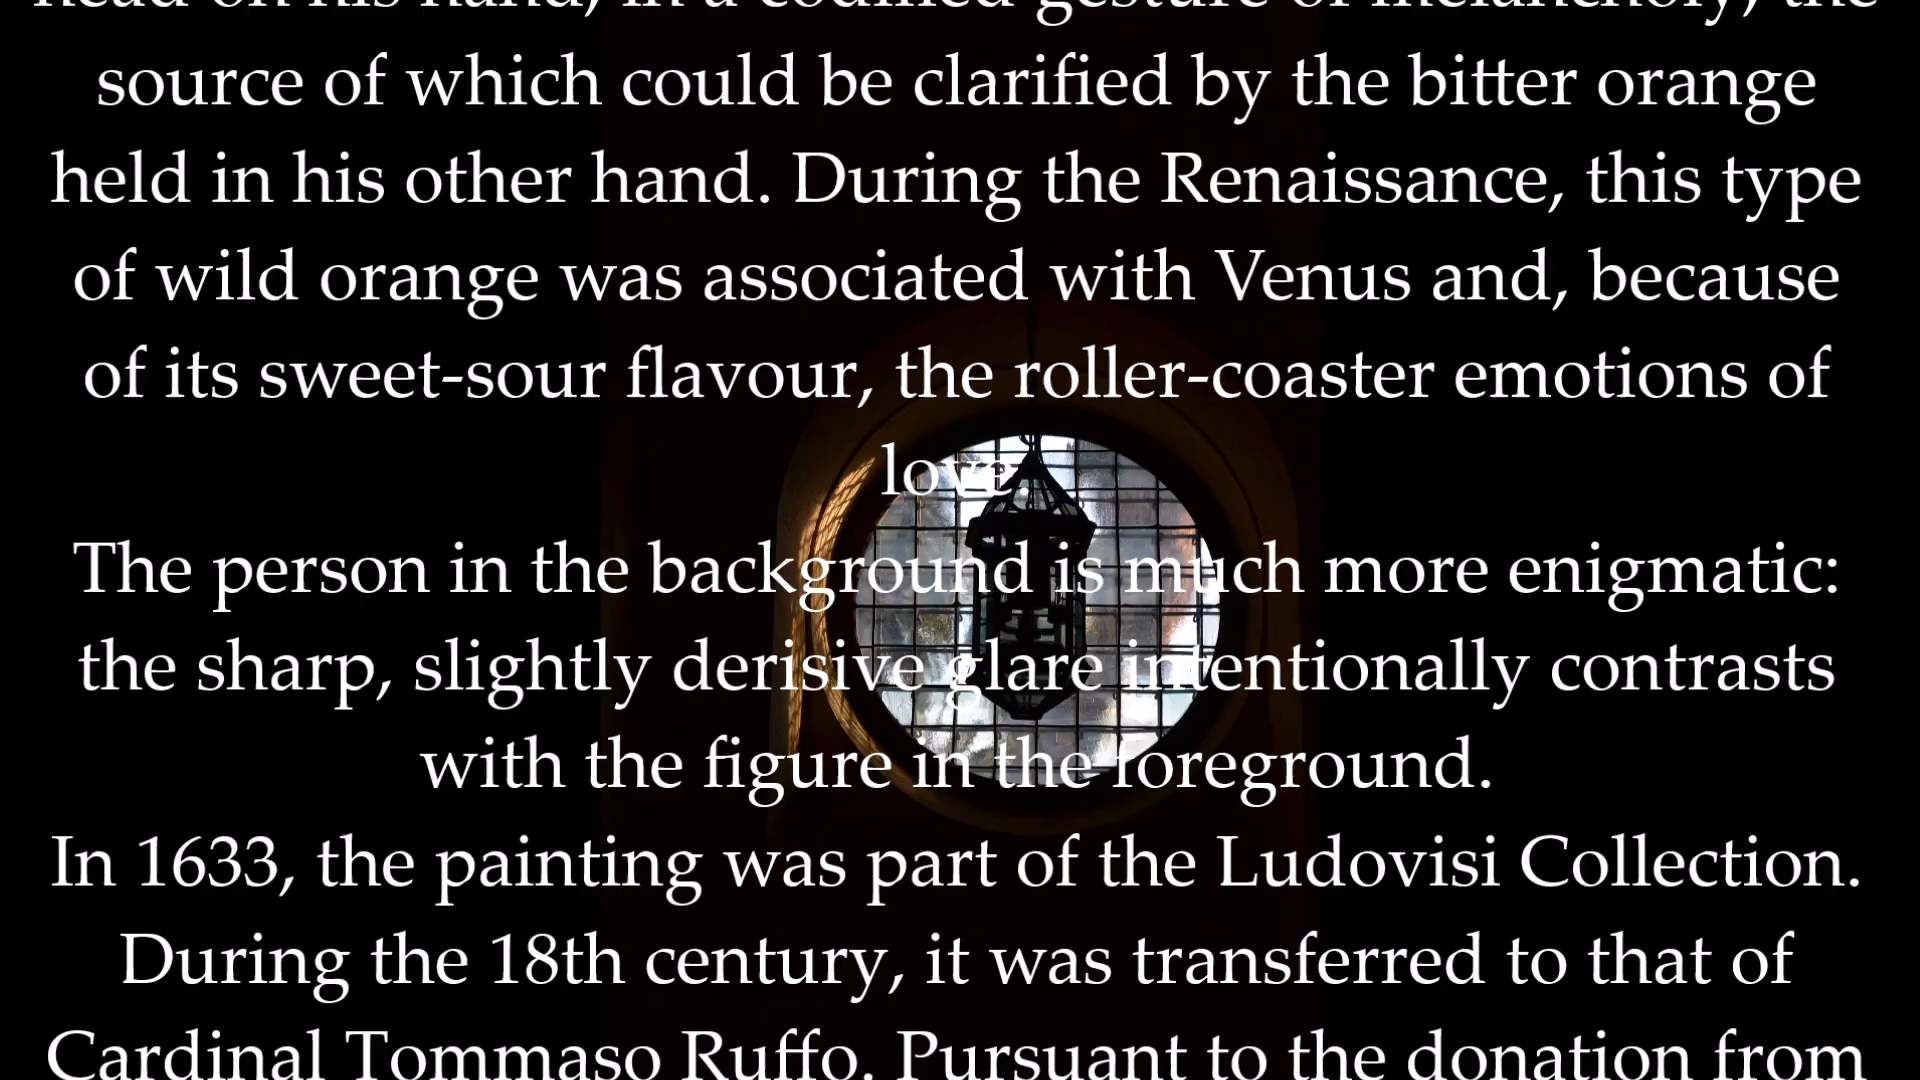 head on his hand, in a codified gesture of melancholy, the
source of which could be clarified by the bitter orange
held in his other hand. During the Renaissance, this type
of wild orange was associated with Venus and, because
of its sweet-sour flavour, the roller-coaster emotions of
love.
The person in the background is much more enigmatic:
the sharp, slightly derisive glare intentionally contrasts
with the figure in the foreground.
In 1633, the painting was part of the Ludovisi Collection.
During the 18th century, it was transferred to that of
Cardinal Tommaso Ruffo. Pursuant to the donation from